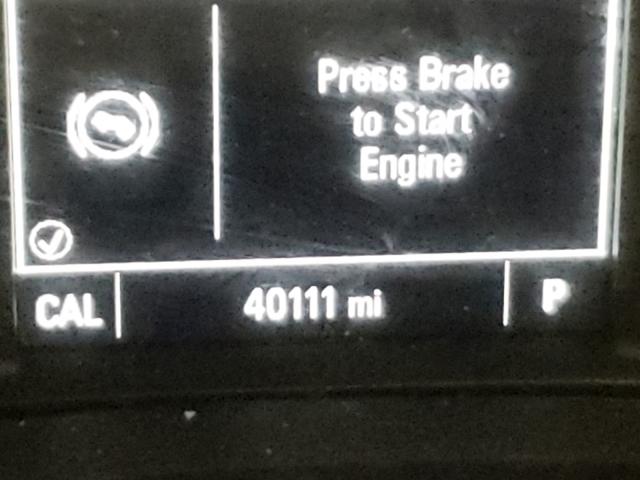 Press Brake
to Start
Engine
CAL
40111 mi
P